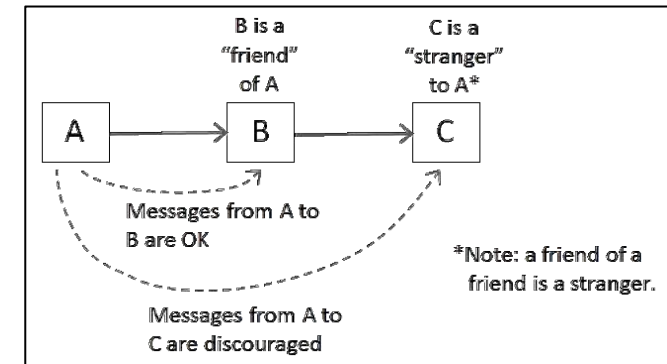 B is a
“friend”
of A
C is a
“stranger”
to A*
A
B
C
Messages from A to
B are OK
*Note: a friend of a
friend is a stranger.
Messages from A to
C are discouraged